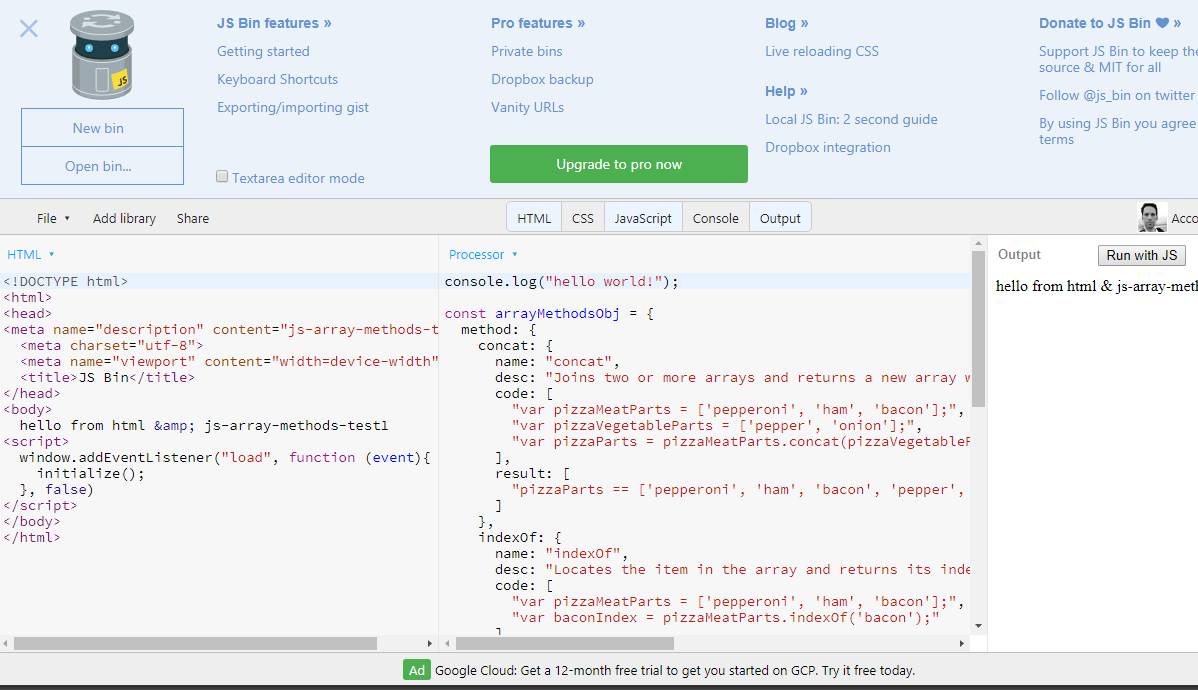 JS Bin features »
Getting started
Keyboard Shortcuts
Exporting/importing gist
Textarea editor mode
Pro features »
Private bins
Dropbox backup
Vanity URLs
Upgrade to pro now
Blog »
Live reloading CSS
Help »
Local JS Bin: 2 second guide
Dropbox integration
Donate to JS Bin ♥ »
Support JS Bin to keep the
source & MIT for all
Follow @js_bin on twitter
By using JS Bin you agree
terms
JS
New bin
Open bin...
File ▾ Add library Share
HTML CSS JavaScript Console Output
Acco
HTML ▾
<!DOCTYPE html>
<html>
<head>
<meta name="description" content="js-array-methods-t
<meta charset="utf-8">
<meta name="viewport" content="width=device-width"
<title>JS Bin</title>
</head>
<body>
hello from html &amp; js-array-methods-test1
<script>
window.addEventListener("load", function (event){
initialize();
}, false)
</script>
</body>
</html>
Processor ▾
console.log("hello world!");
const arrayMethodsObj = {
method: {
concat: {
name: "concat",
desc: "Joins two or more arrays and returns a new array w
code: [
"var pizzaMeatParts = ['pepperoni', 'ham', 'bacon'];",
"var pizzaVegetableParts = ['pepper', 'onion'];",
"var pizzaParts = pizzaMeatParts.concat(pizzaVegetableP
],
result: [
"pizzaParts == ['pepperoni', 'ham', 'bacon', 'pepper',
]
},
indexOf: {
name: "indexOf",
desc: "Locates the item in the array and returns its inde
code: [
"var pizzaMeatParts = ['pepperoni', 'ham', 'bacon'];",
"var baconIndex = pizzaMeatParts.indexOf('bacon');"
]
Output
Run with JS
hello from html & js-array-meth
Ad Google Cloud: Get a 12-month free trial to get you started on GCP. Try it free today.